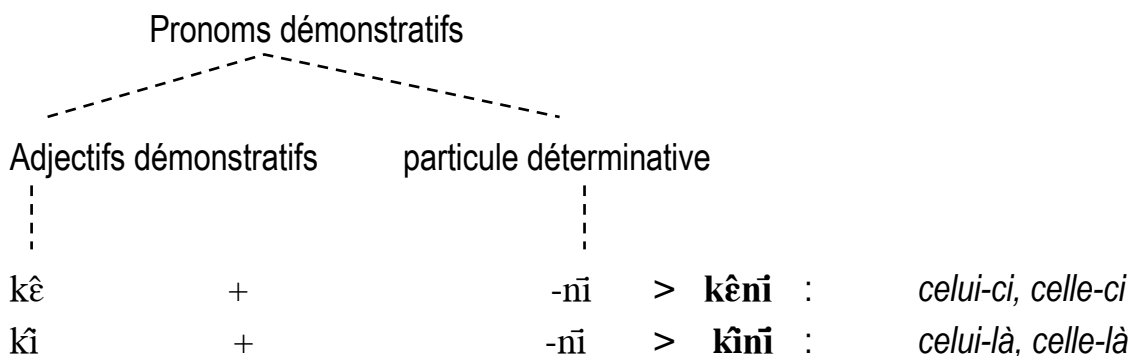 Pronoms démonstratifs
Adjectifs démonstratifs particule déterminative
kɛ̂ + -nī > kɛ̂nī : celui-ci, celle-ci
kî + -nī > kînī : celui-là, celle-là